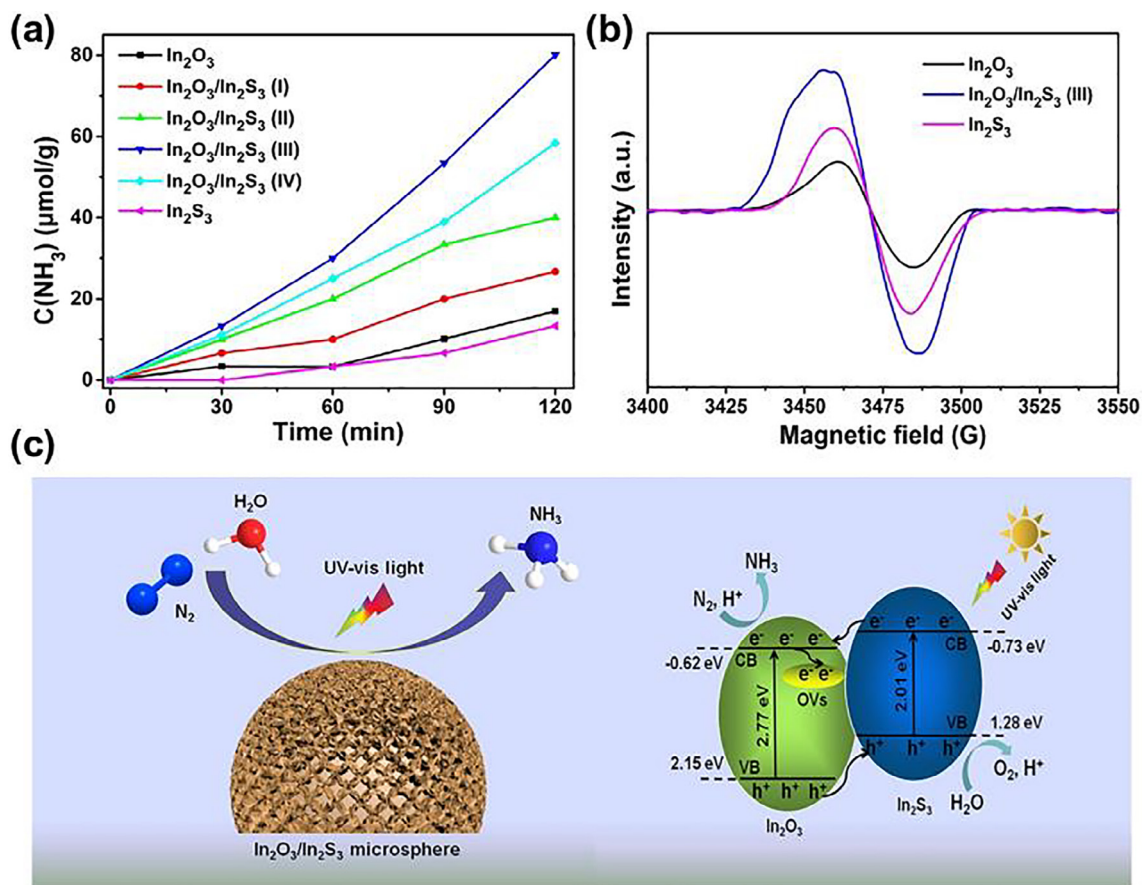 (a)
C(NH₃) (μmol/g)
80
60
40
20
0
In₂O₃
In₂O₃/In₂S₃ (I)
In₂O₃/In₂S₃ (II)
In₂O₃/In₂S₃ (III)
In₂O₃/In₂S₃ (IV)
In₂S₃
0 30 60 90 120
Time (min)
(b)
Intensity (a.u.)
In₂O₃
In₂O₃/In₂S₃ (III)
In₂S₃
3400 3425 3450 3475 3500 3525 3550
Magnetic field (G)
(c)
H₂O
N₂
UV-vis light
NH₃
In₂O₃/In₂S₃ microsphere
NH₃
N₂, H⁺
UV-vis light
e⁻ e⁻ e⁻
-0.62 eV
CB
e⁻ e⁻
OVs
2.77 eV
2.15 eV
VB
h⁺ h⁺ h⁺
In₂O₃
e⁻ e⁻ e⁻
CB
-0.73 eV
2.01 eV
VB
1.28 eV
h⁺ h⁺ h⁺
O₂, H⁺
H₂O
In₂S₃